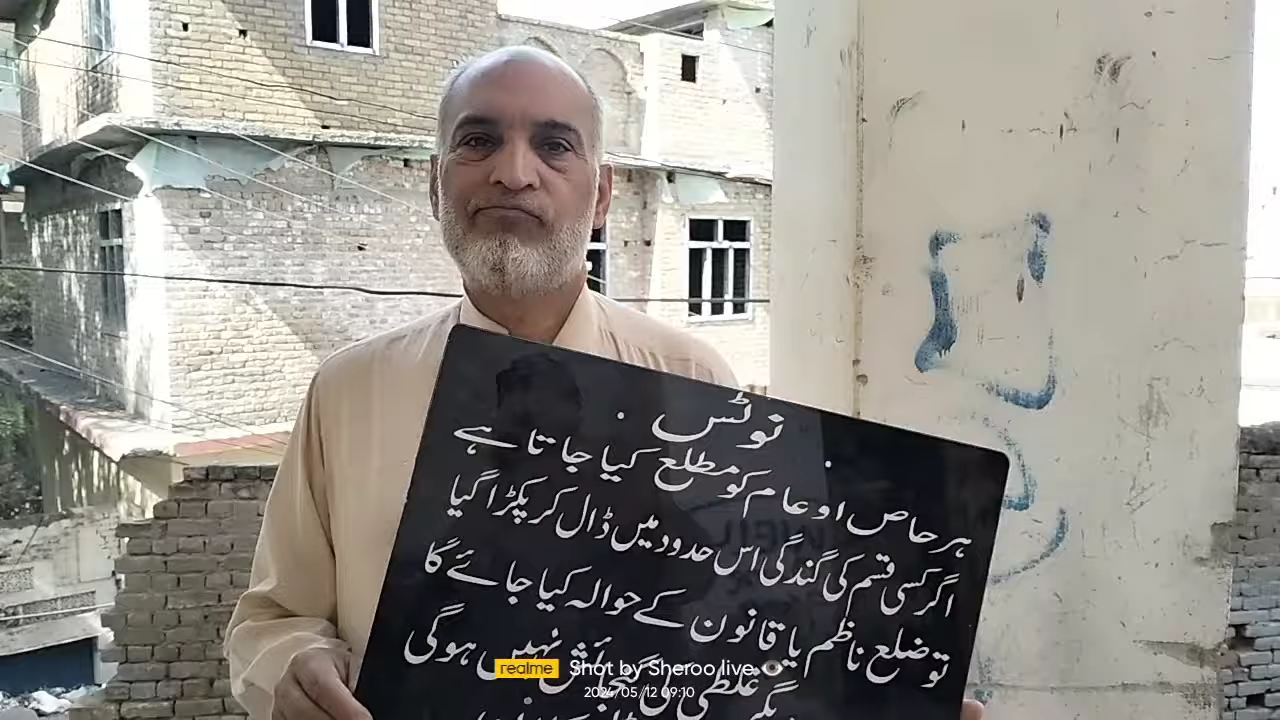 نوٹس
ہر حاص او عام کو مطلع کیا جاتا ہے
اگر کسی قسم کی گندگی اس حدود میں ڈال کر پکڑا گیا
تو ضلع ناظم یا قانون کے حوالہ کیا جائے گا
غلطی کی گنجائش نہیں ہوگی
realme Shot by Sheroo live
2024/05/12 09:10